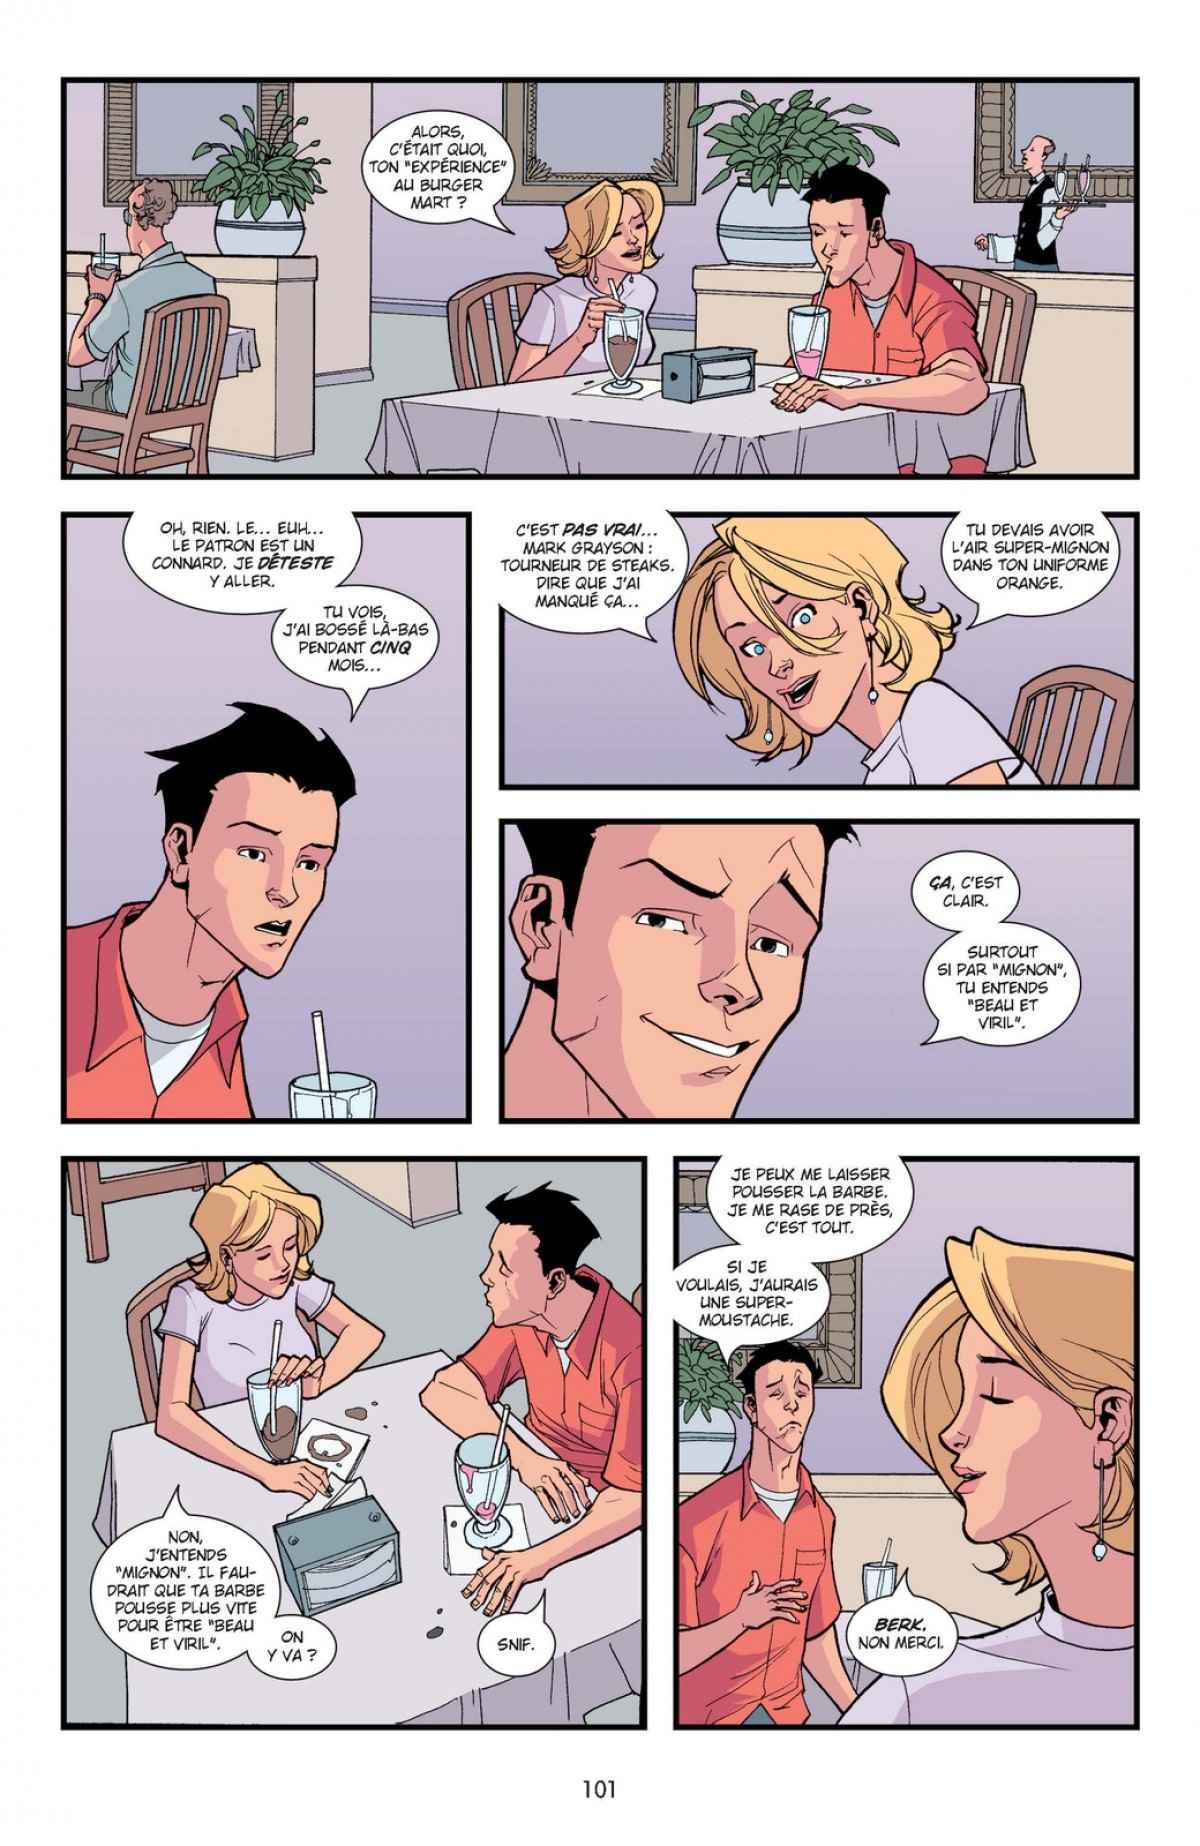 ALORS,
C'ÉTAIT QUOI,
TON "EXPÉRIENCE"
AU BURGER
MART ?
OH, RIEN. LE... EUH...
LE PATRON EST UN
CONNARD. JE DÉTESTE
Y ALLER.
TU VOIS,
J'AI BOSSÉ LÀ-BAS
PENDANT CINQ
MOIS...
C'EST PAS VRAI...
MARK GRAYSON :
TOURNEUR DE STEAKS.
DIRE QUE J'AI
MANQUÉ ÇA...
TU DEVAIS AVOIR
L'AIR SUPER-MIGNON
DANS TON UNIFORME
ORANGE.
ÇA, C'EST
CLAIR.
SURTOUT
SI PAR "MIGNON",
TU ENTENDS
"BEAU ET
VIRIL".
NON,
J'ENTENDS
"MIGNON". IL FAU-
DRAIT QUE TA BARBE
POUSSE PLUS VITE
POUR ÊTRE "BEAU
ET VIRIL".
ON
Y VA ?
SNIF.
JE PEUX ME LAISSER
POUSSER LA BARBE.
JE ME RASE DE PRÈS,
C'EST TOUT.
SI JE
VOULAIS, J'AURAIS
UNE SUPER-
MOUSTACHE.
BERK.
NON MERCI.
101